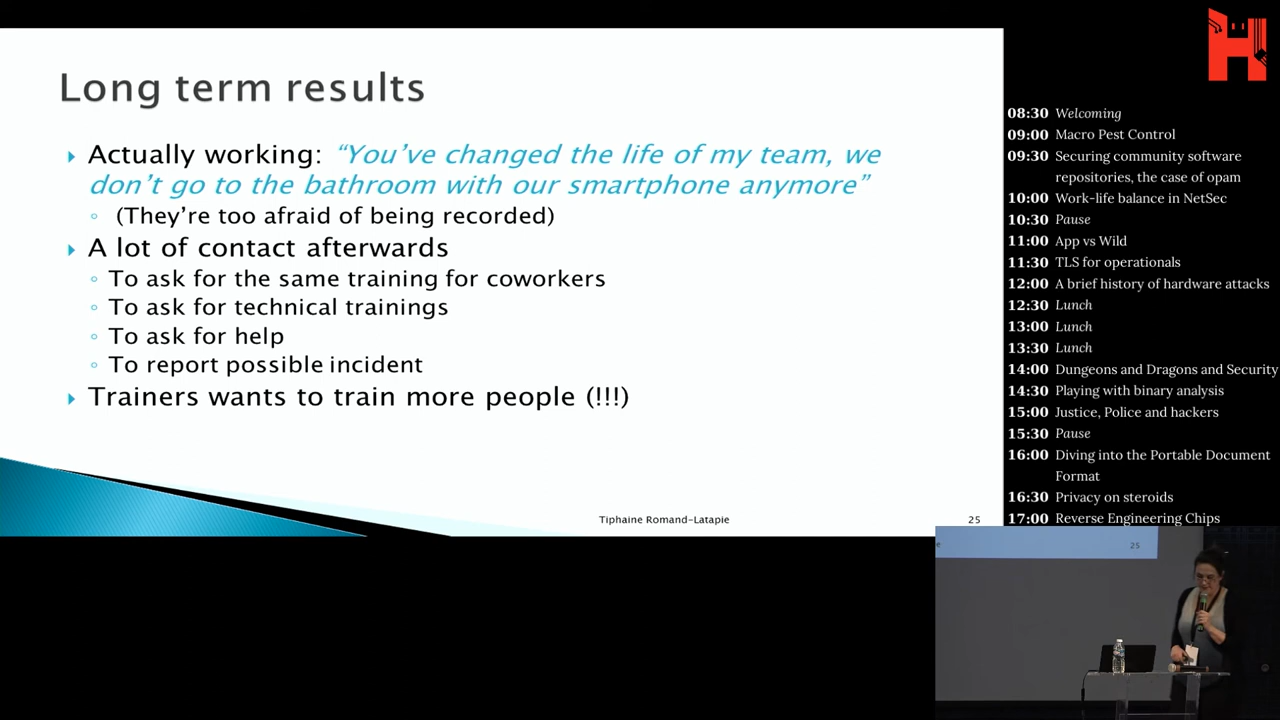 Long term results
Actually working: “You’ve changed the life of my team, we
don’t go to the bathroom with our smartphone anymore”
(They’re too afraid of being recorded)
A lot of contact afterwards
To ask for the same training for coworkers
To ask for technical trainings
To ask for help
To report possible incident
Trainers wants to train more people (!!!)
Tiphaine Romand-Latapie
25
08:30 Welcoming
09:00 Macro Pest Control
09:30 Securing community software
repositories, the case of opam
10:00 Work-life balance in NetSec
10:30 Pause
11:00 App vs Wild
11:30 TLS for operationals
12:00 A brief history of hardware attacks
12:30 Lunch
13:00 Lunch
13:30 Lunch
14:00 Dungeons and Dragons and Security
14:30 Playing with binary analysis
15:00 Justice, Police and hackers
15:30 Pause
16:00 Diving into the Portable Document
Format
16:30 Privacy on steroids
17:00 Reverse Engineering Chips
e 25